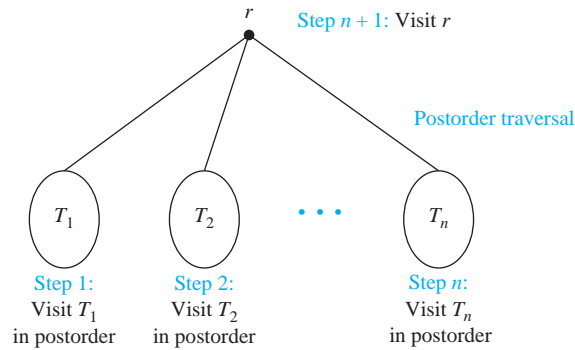 r
Step n + 1: Visit r
Postorder traversal
T₁
T₂
. . .
Tₙ
Step 1:
Visit T₁
in postorder
Step 2:
Visit T₂
in postorder
Step n:
Visit Tₙ
in postorder